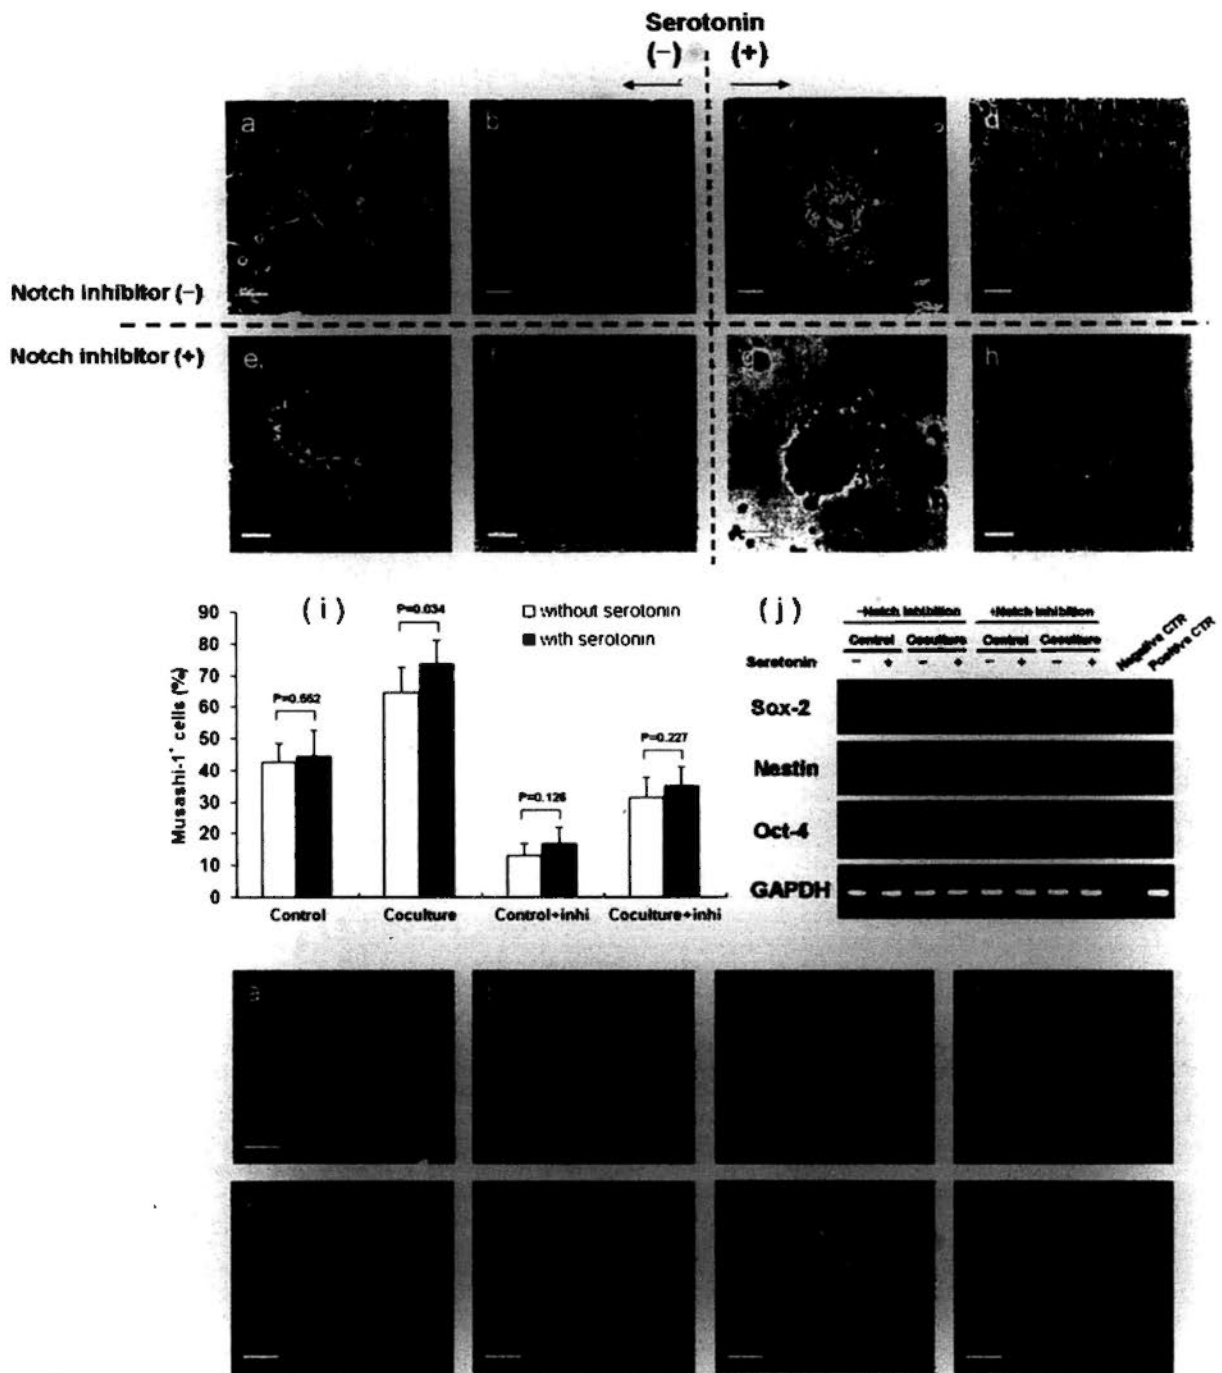 Serotonin
(−) (+)
a b c d
Notch inhibitor (−)
Notch inhibitor (+)
e h
(i)
P=0.034
without serotonin
with serotonin
P=0.552
P=0.227
P=0.126
Musashi-1+ cells (%)
90
80
70
60
50
40
30
20
10
0
Control Coculture Control+inhi Coculture+inhi
(j)
-Notch Inhibition +Notch Inhibition
Control Coculture Control Coculture
Negative CTR
Positive CTR
Serotonin − + − + − + − +
Sox-2
Nestin
Oct-4
GAPDH
a